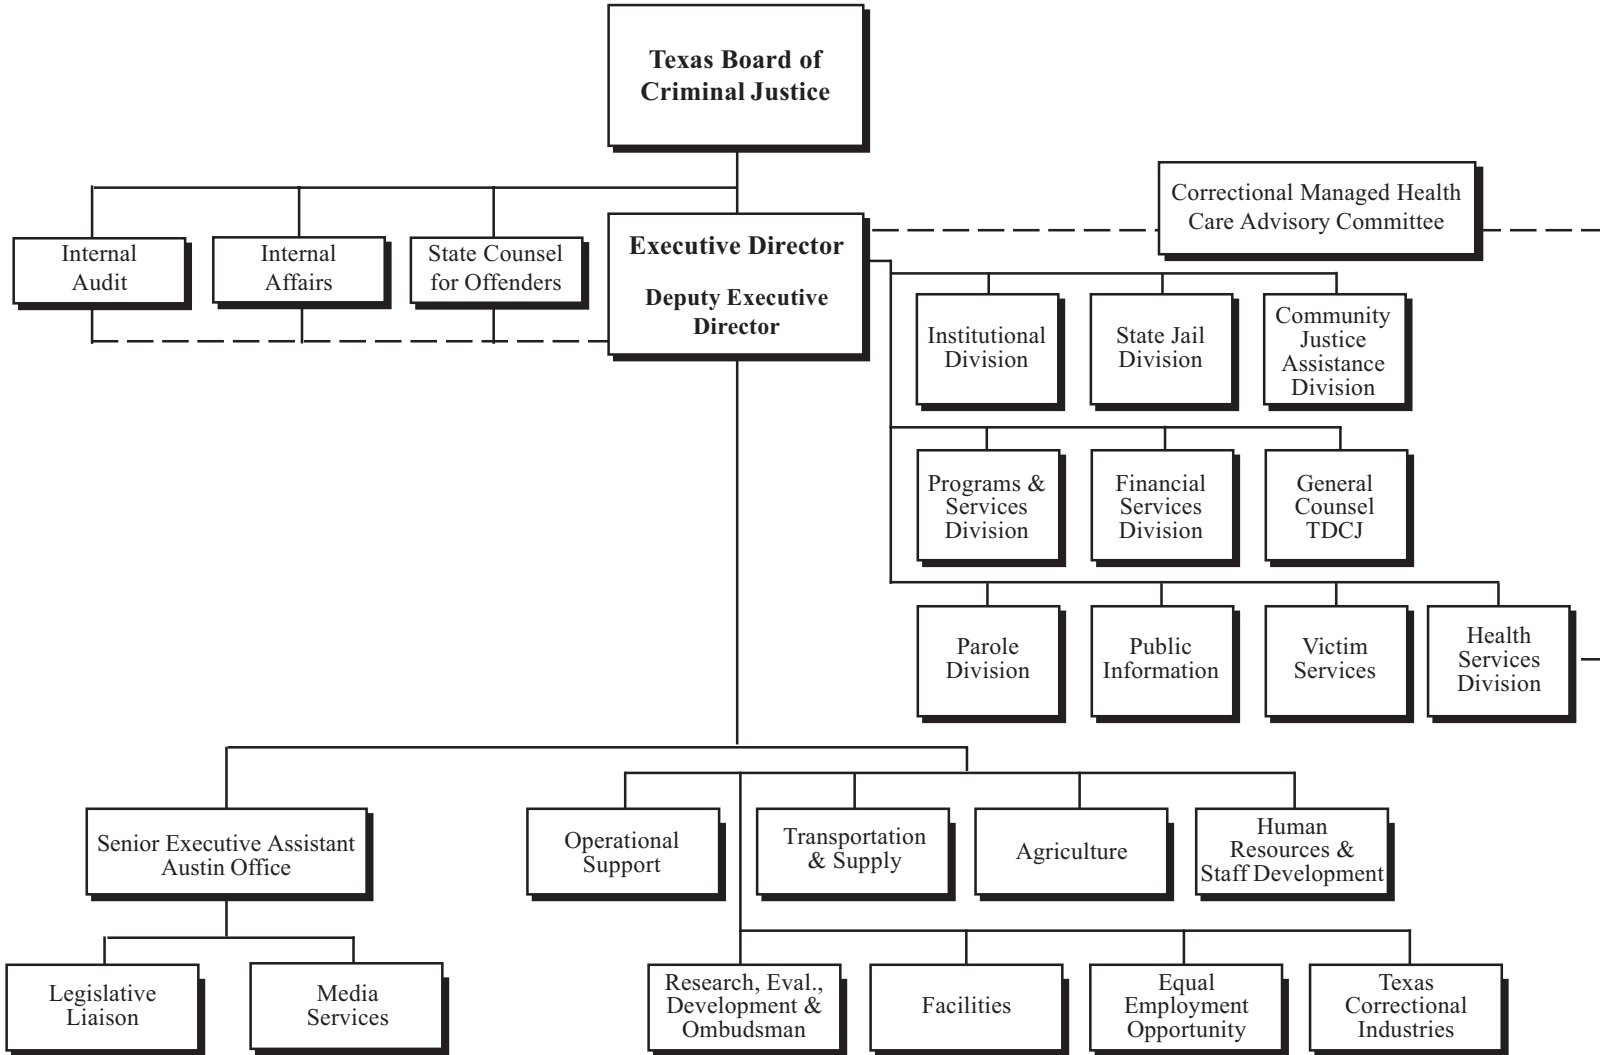 Texas Board of
Criminal Justice
Correctional Managed Health
Care Advisory Committee
Internal
Audit
Internal
Affairs
State Counsel
for Offenders
Executive Director
Deputy Executive
Director
Institutional
Division
State Jail
Division
Community
Justice
Assistance
Division
Programs &
Services
Division
Financial
Services
Division
General
Counsel
TDCJ
Parole
Division
Public
Information
Victim
Services
Health
Services
Division
Senior Executive Assistant
Austin Office
Operational
Support
Transportation
& Supply
Agriculture
Human
Resources &
Staff Development
Legislative
Liaison
Media
Services
Research, Eval.,
Development &
Ombudsman
Facilities
Equal
Employment
Opportunity
Texas
Correctional
Industries